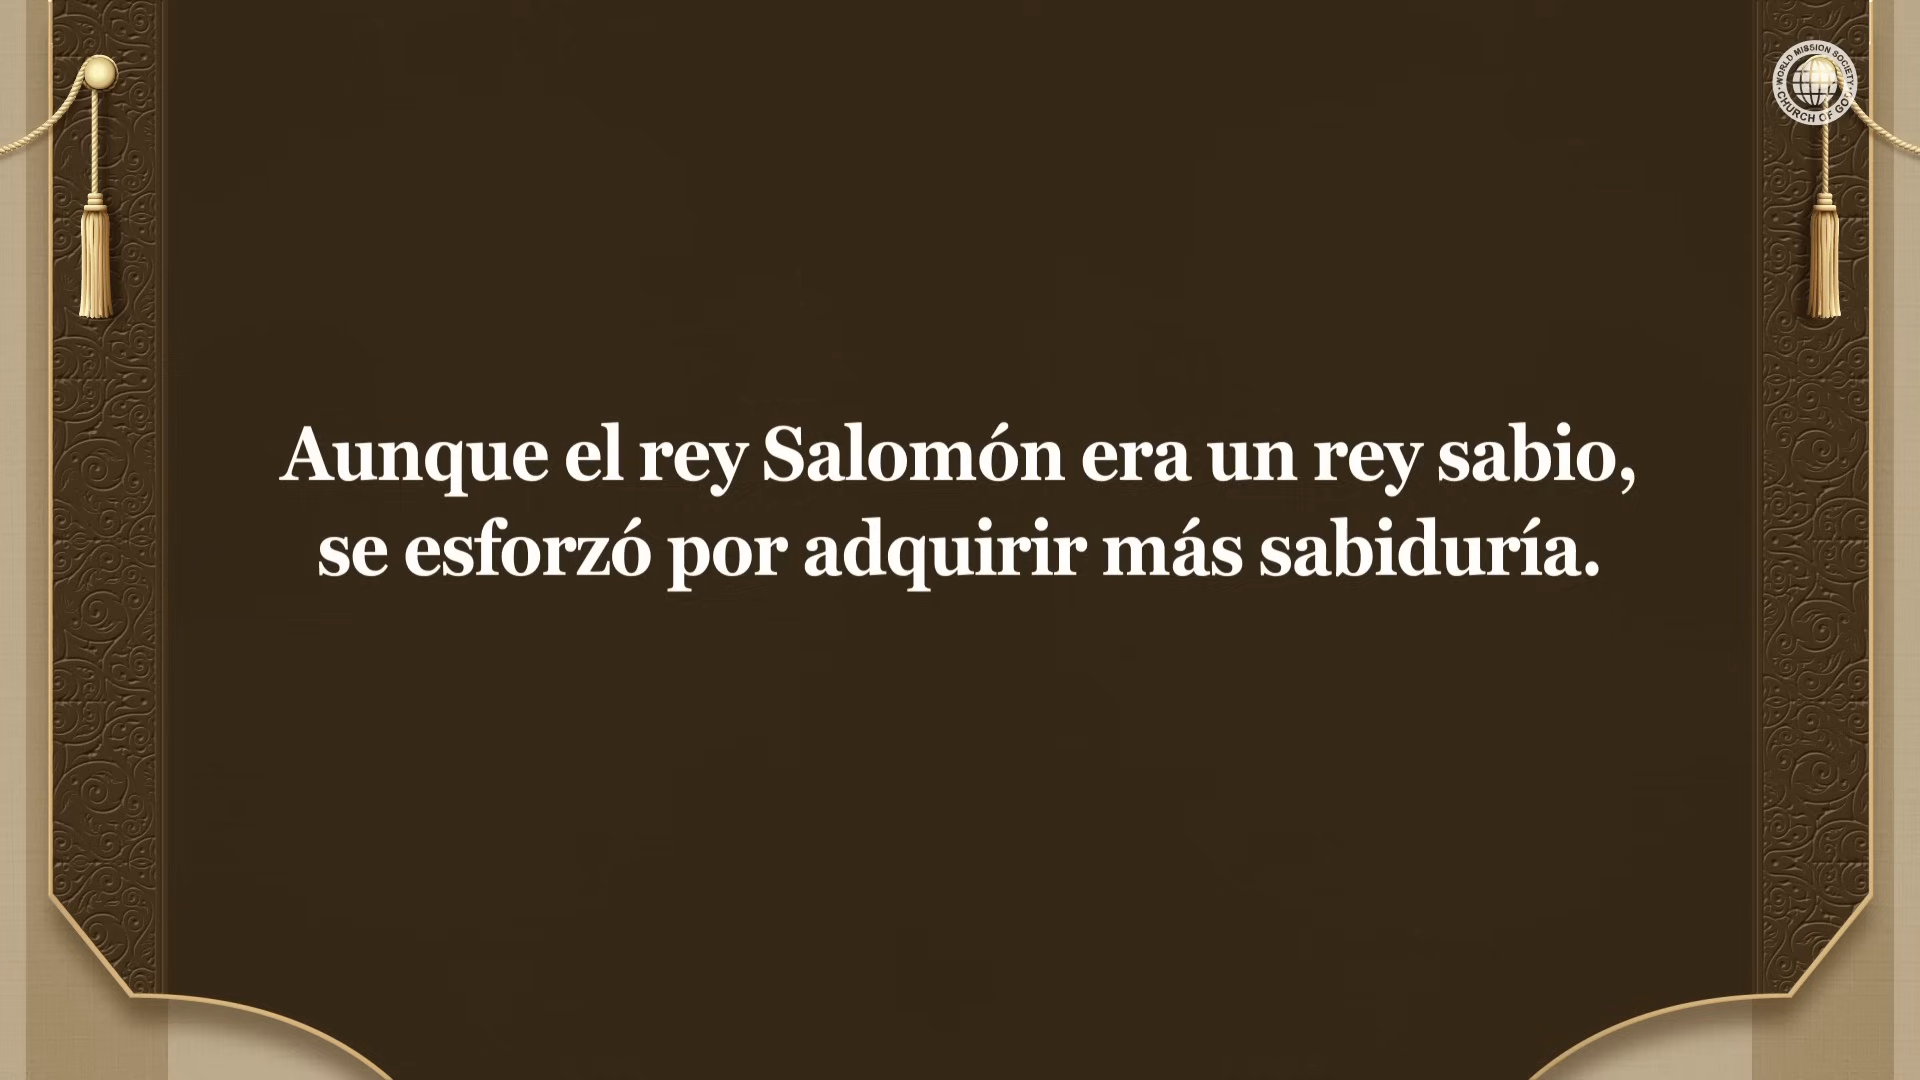 WORLD MISSION SOCIETY
CHURCH OF GOD
Aunque el rey Salomón era un rey sabio,
se esforzó por adquirir más sabiduría.